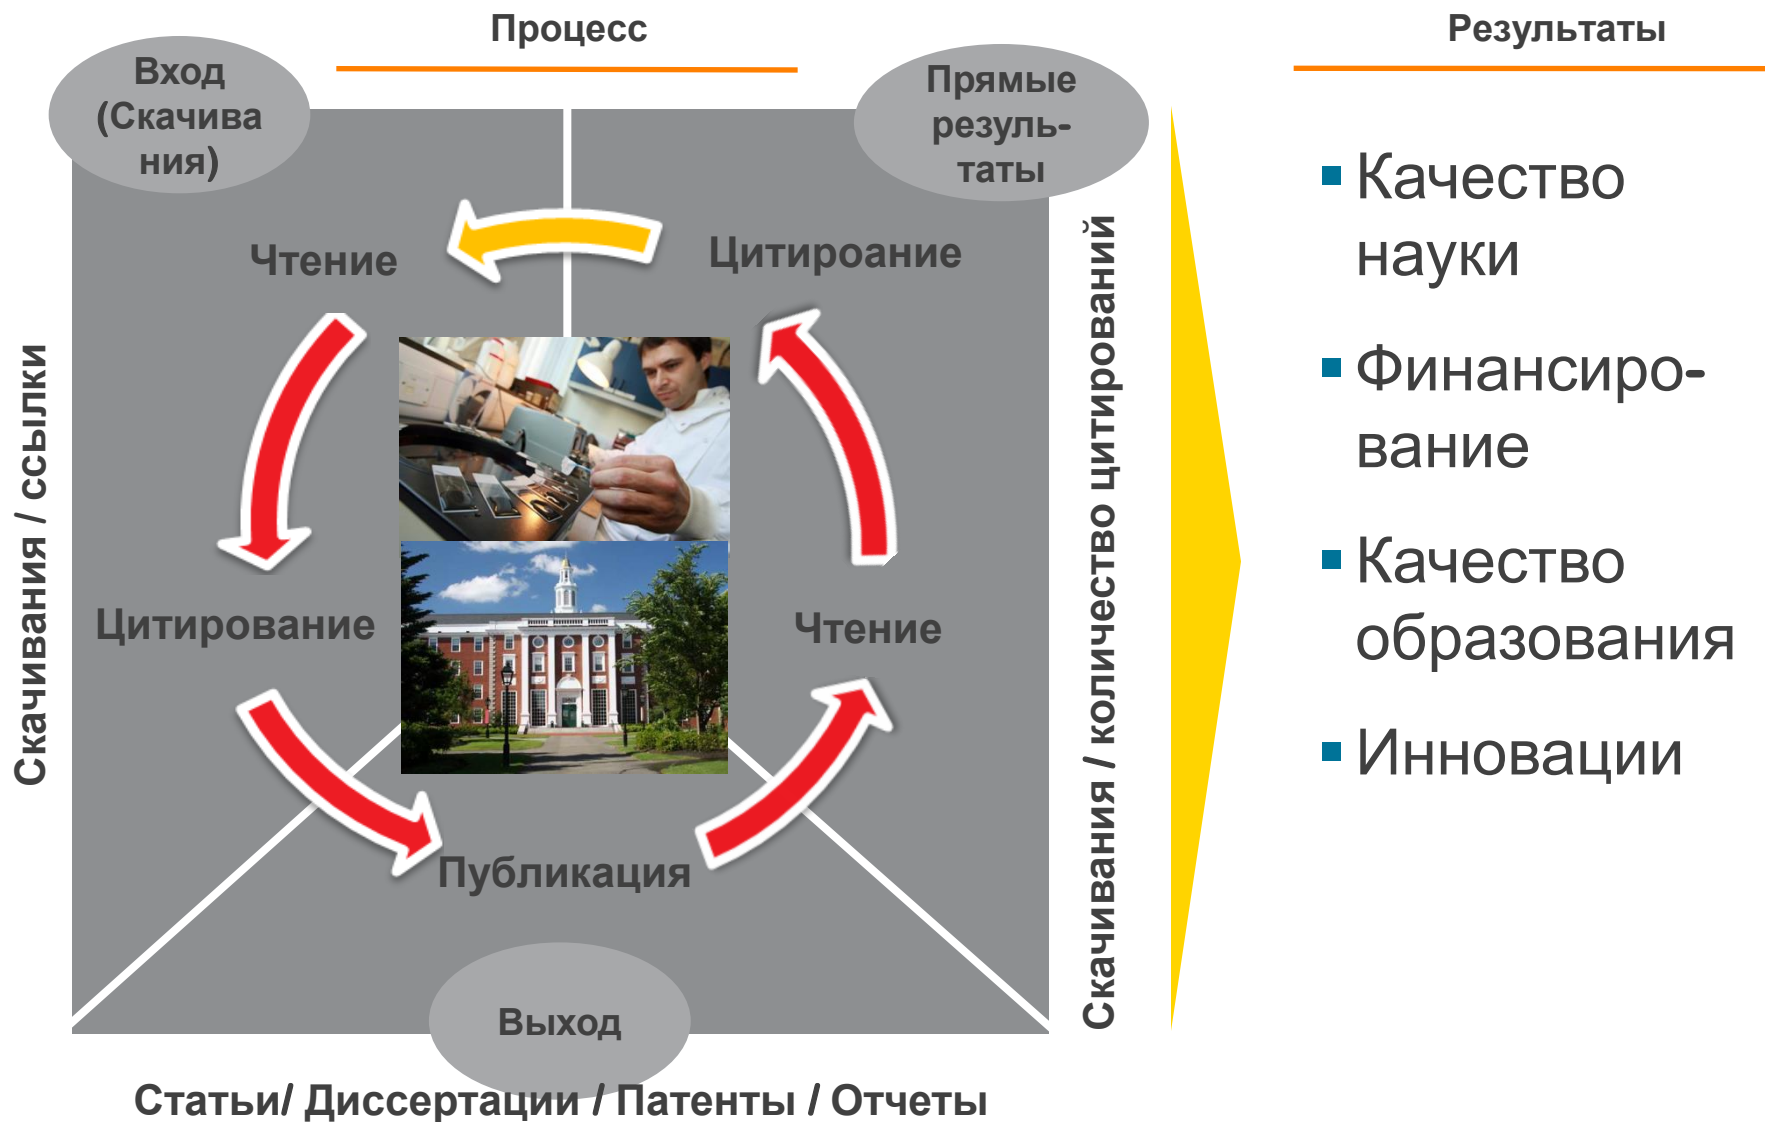 Процесс
Результаты
Вход
(Скачива
ния)
Прямые
резуль-
таты
Чтение
Цитироание
Цитирование
Чтение
Публикация
Выход
Скачивания / ссылки
Скачивания / количество цитирований
Статьи/ Диссертации / Патенты / Отчеты
Качество
науки
Финансиро-
вание
Качество
образования
Инновации